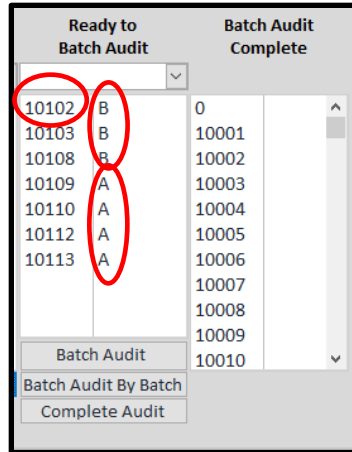 Ready to
Batch Audit
10102 B
10103 B
10108 B
10109 A
10110 A
10112 A
10113 A
Batch Audit
Batch Audit By Batch
Complete Audit
Batch Audit
Complete
0
10001
10002
10003
10004
10005
10006
10007
10008
10009
10010